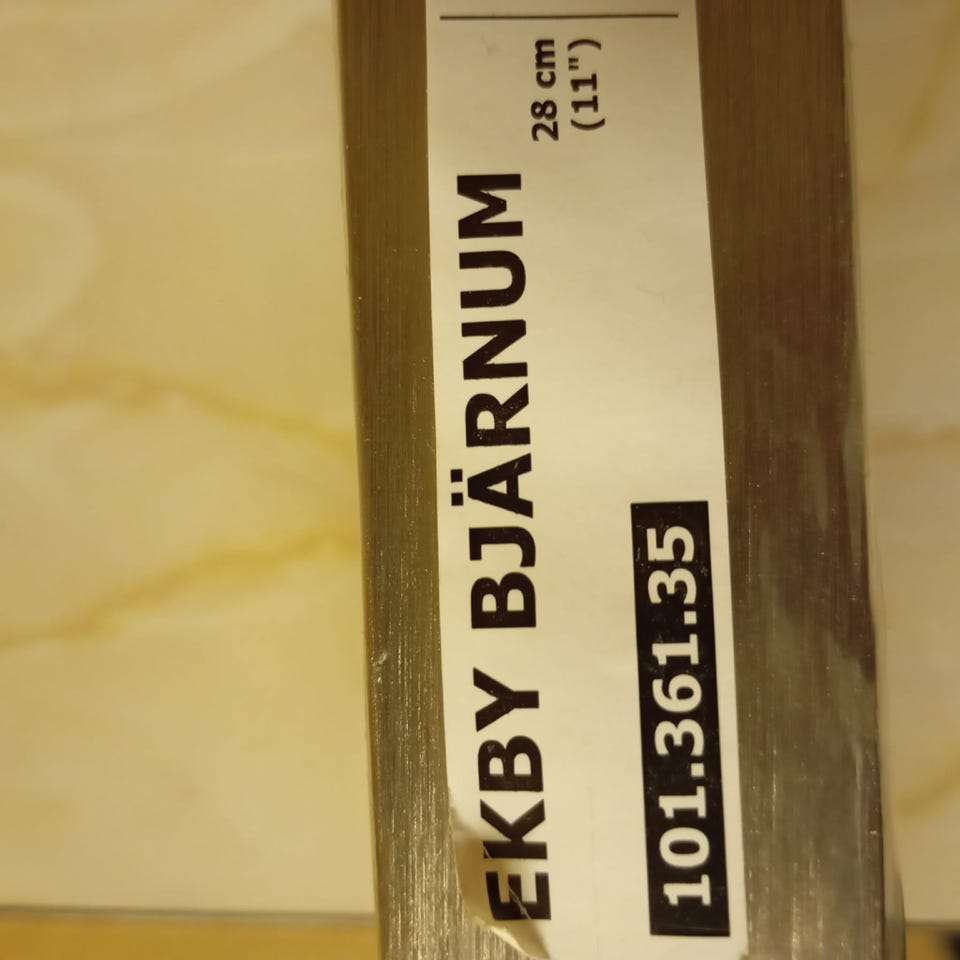 EKBY BJÄRNUM
28 cm
(11")
101.361.35